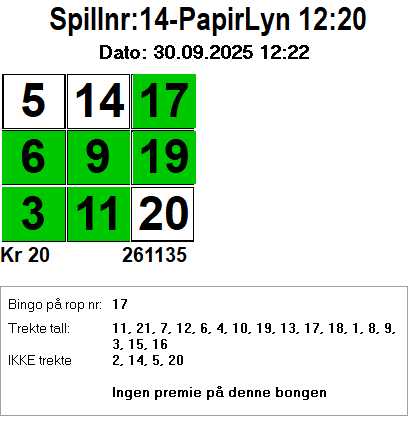 Spillnr:14-PapirLyn 12:20
Dato: 30.09.2025 12:22
5 14 17
6 9 19
3 11 20
Kr 20 261135
Bingo på rop nr: 17
Trekte tall: 11, 21, 7, 12, 6, 4, 10, 19, 13, 17, 18, 1, 8, 9,
3, 15, 16
IKKE trekte 2, 14, 5, 20
Ingen premie på denne bongen